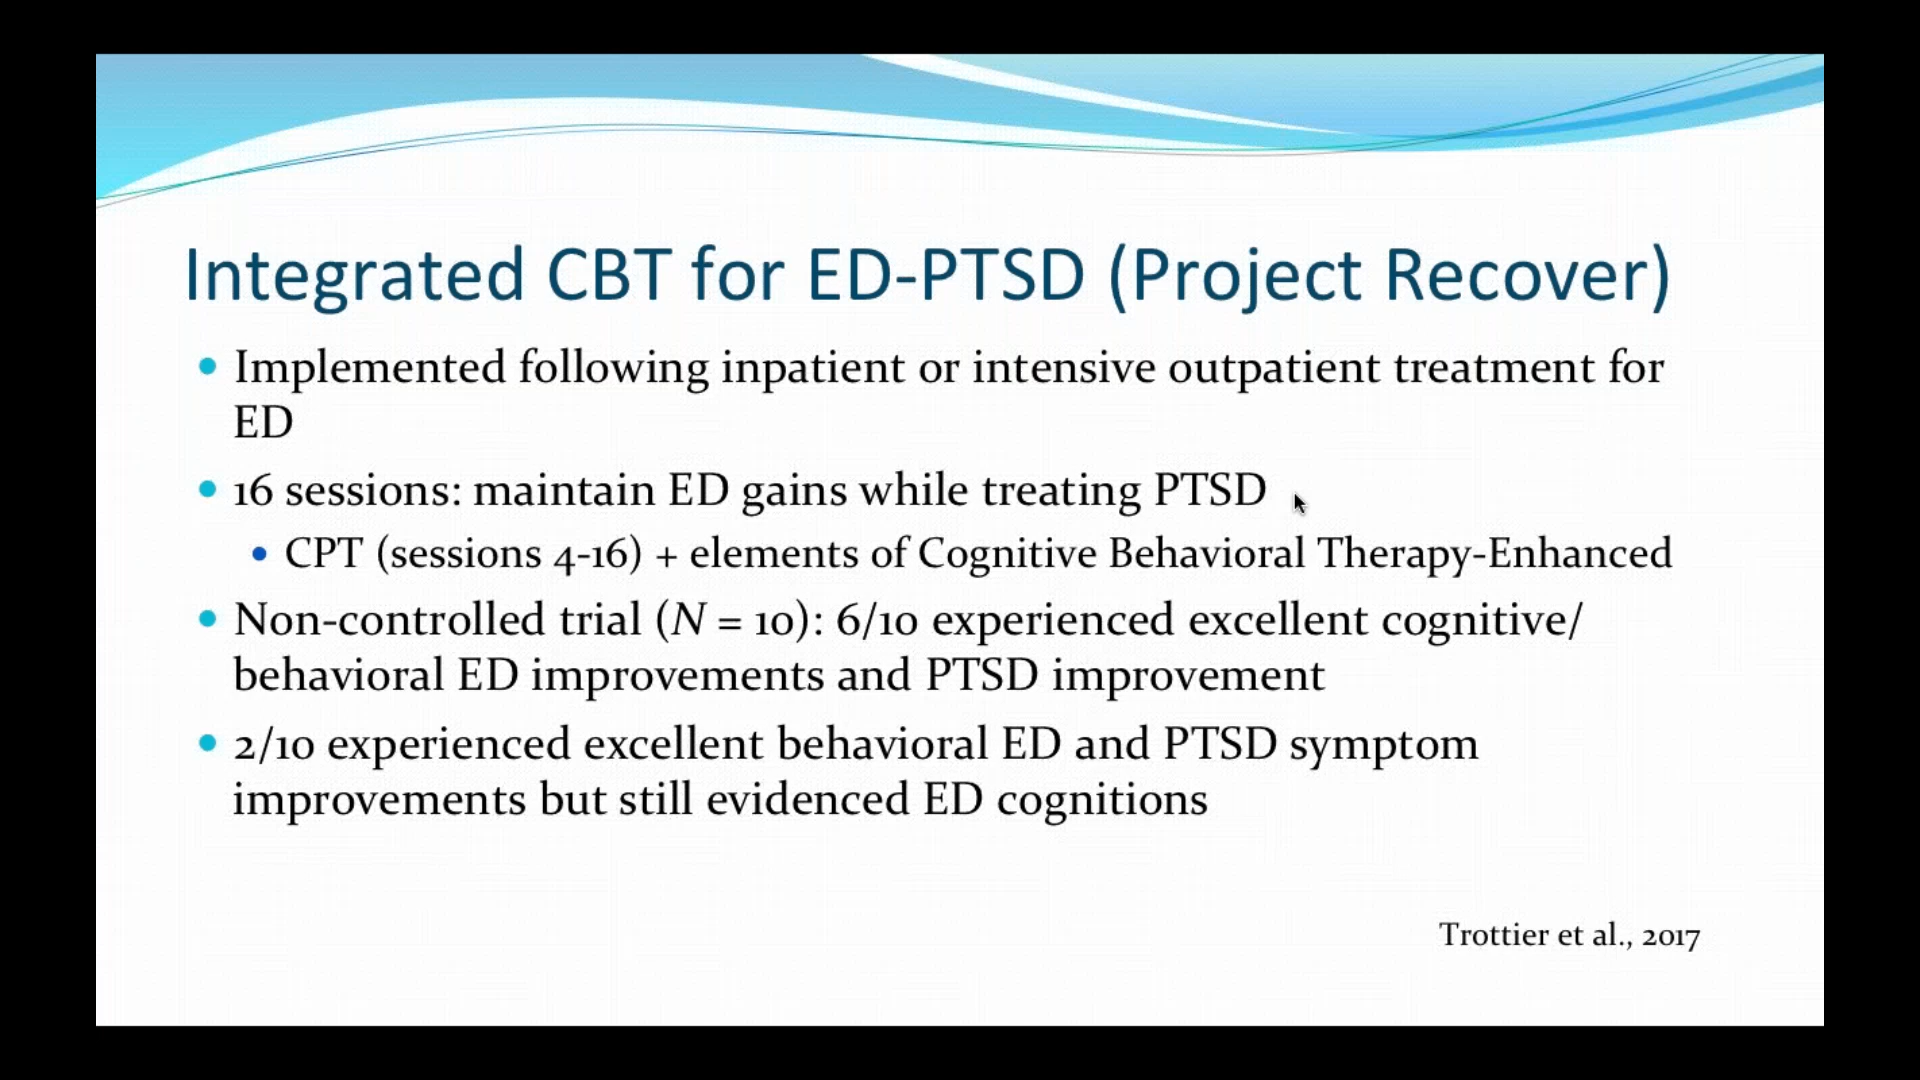 Integrated CBT for ED-PTSD (Project Recover)
• Implemented following inpatient or intensive outpatient treatment for
ED
• 16 sessions: maintain ED gains while treating PTSD
• CPT (sessions 4-16) + elements of Cognitive Behavioral Therapy-Enhanced
• Non-controlled trial (N = 10): 6/10 experienced excellent cognitive/
behavioral ED improvements and PTSD improvement
• 2/10 experienced excellent behavioral ED and PTSD symptom
improvements but still evidenced ED cognitions
Trottier et al., 2017